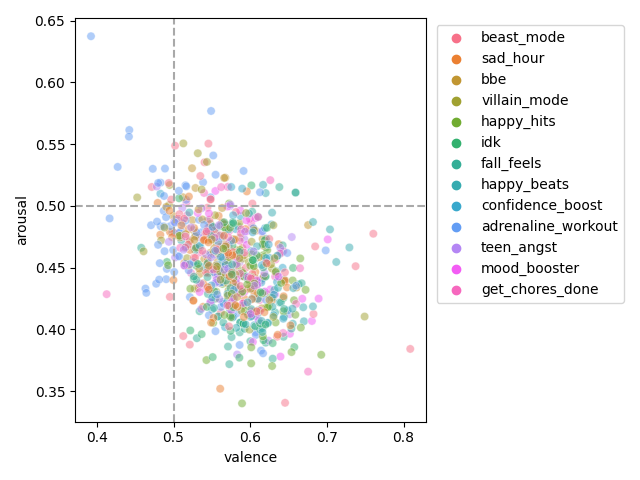 0.65
0.60
0.55
0.50
0.45
0.40
0.35
arousal
0.4
0.5
0.6
0.7
0.8
valence
beast_mode
sad_hour
bbe
villain_mode
happy_hits
idk
fall_feels
happy_beats
confidence_boost
adrenaline_workout
teen_angst
mood_booster
get_chores_done